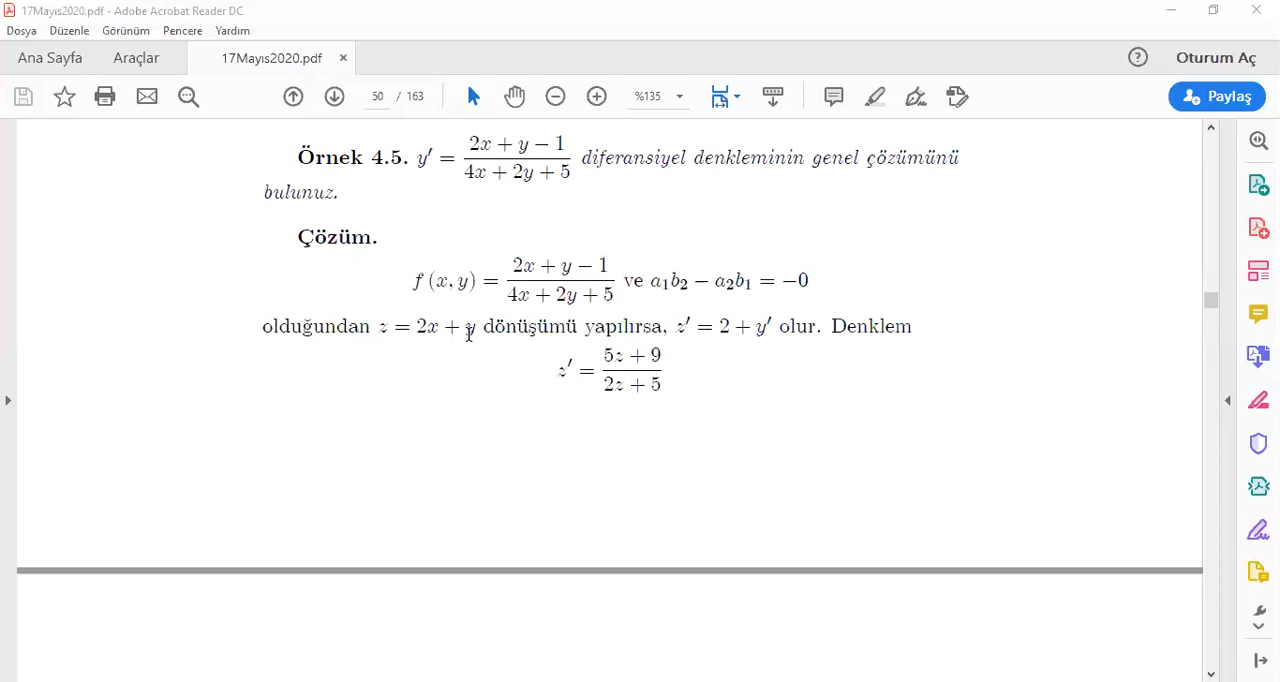 17Mayıs2020.pdf - Adobe Acrobat Reader DC
Dosya Düzenle Görünüm Pencere Yardım
Ana Sayfa Araçlar 17Mayıs2020.pdf × ? Oturum Aç
50 / 163 %135 Paylaş
Örnek 4.5. y′ = (2x + y − 1)/(4x + 2y + 5) diferansiyel denkleminin genel çözümünü
bulunuz.
Çözüm.
f (x, y) = (2x + y − 1)/(4x + 2y + 5) ve a₁b₂ − a₂b₁ = −0
olduğundan z = 2x + y dönüşümü yapılırsa, z′ = 2 + y′ olur. Denklem
z′ = (5z + 9)/(2z + 5)